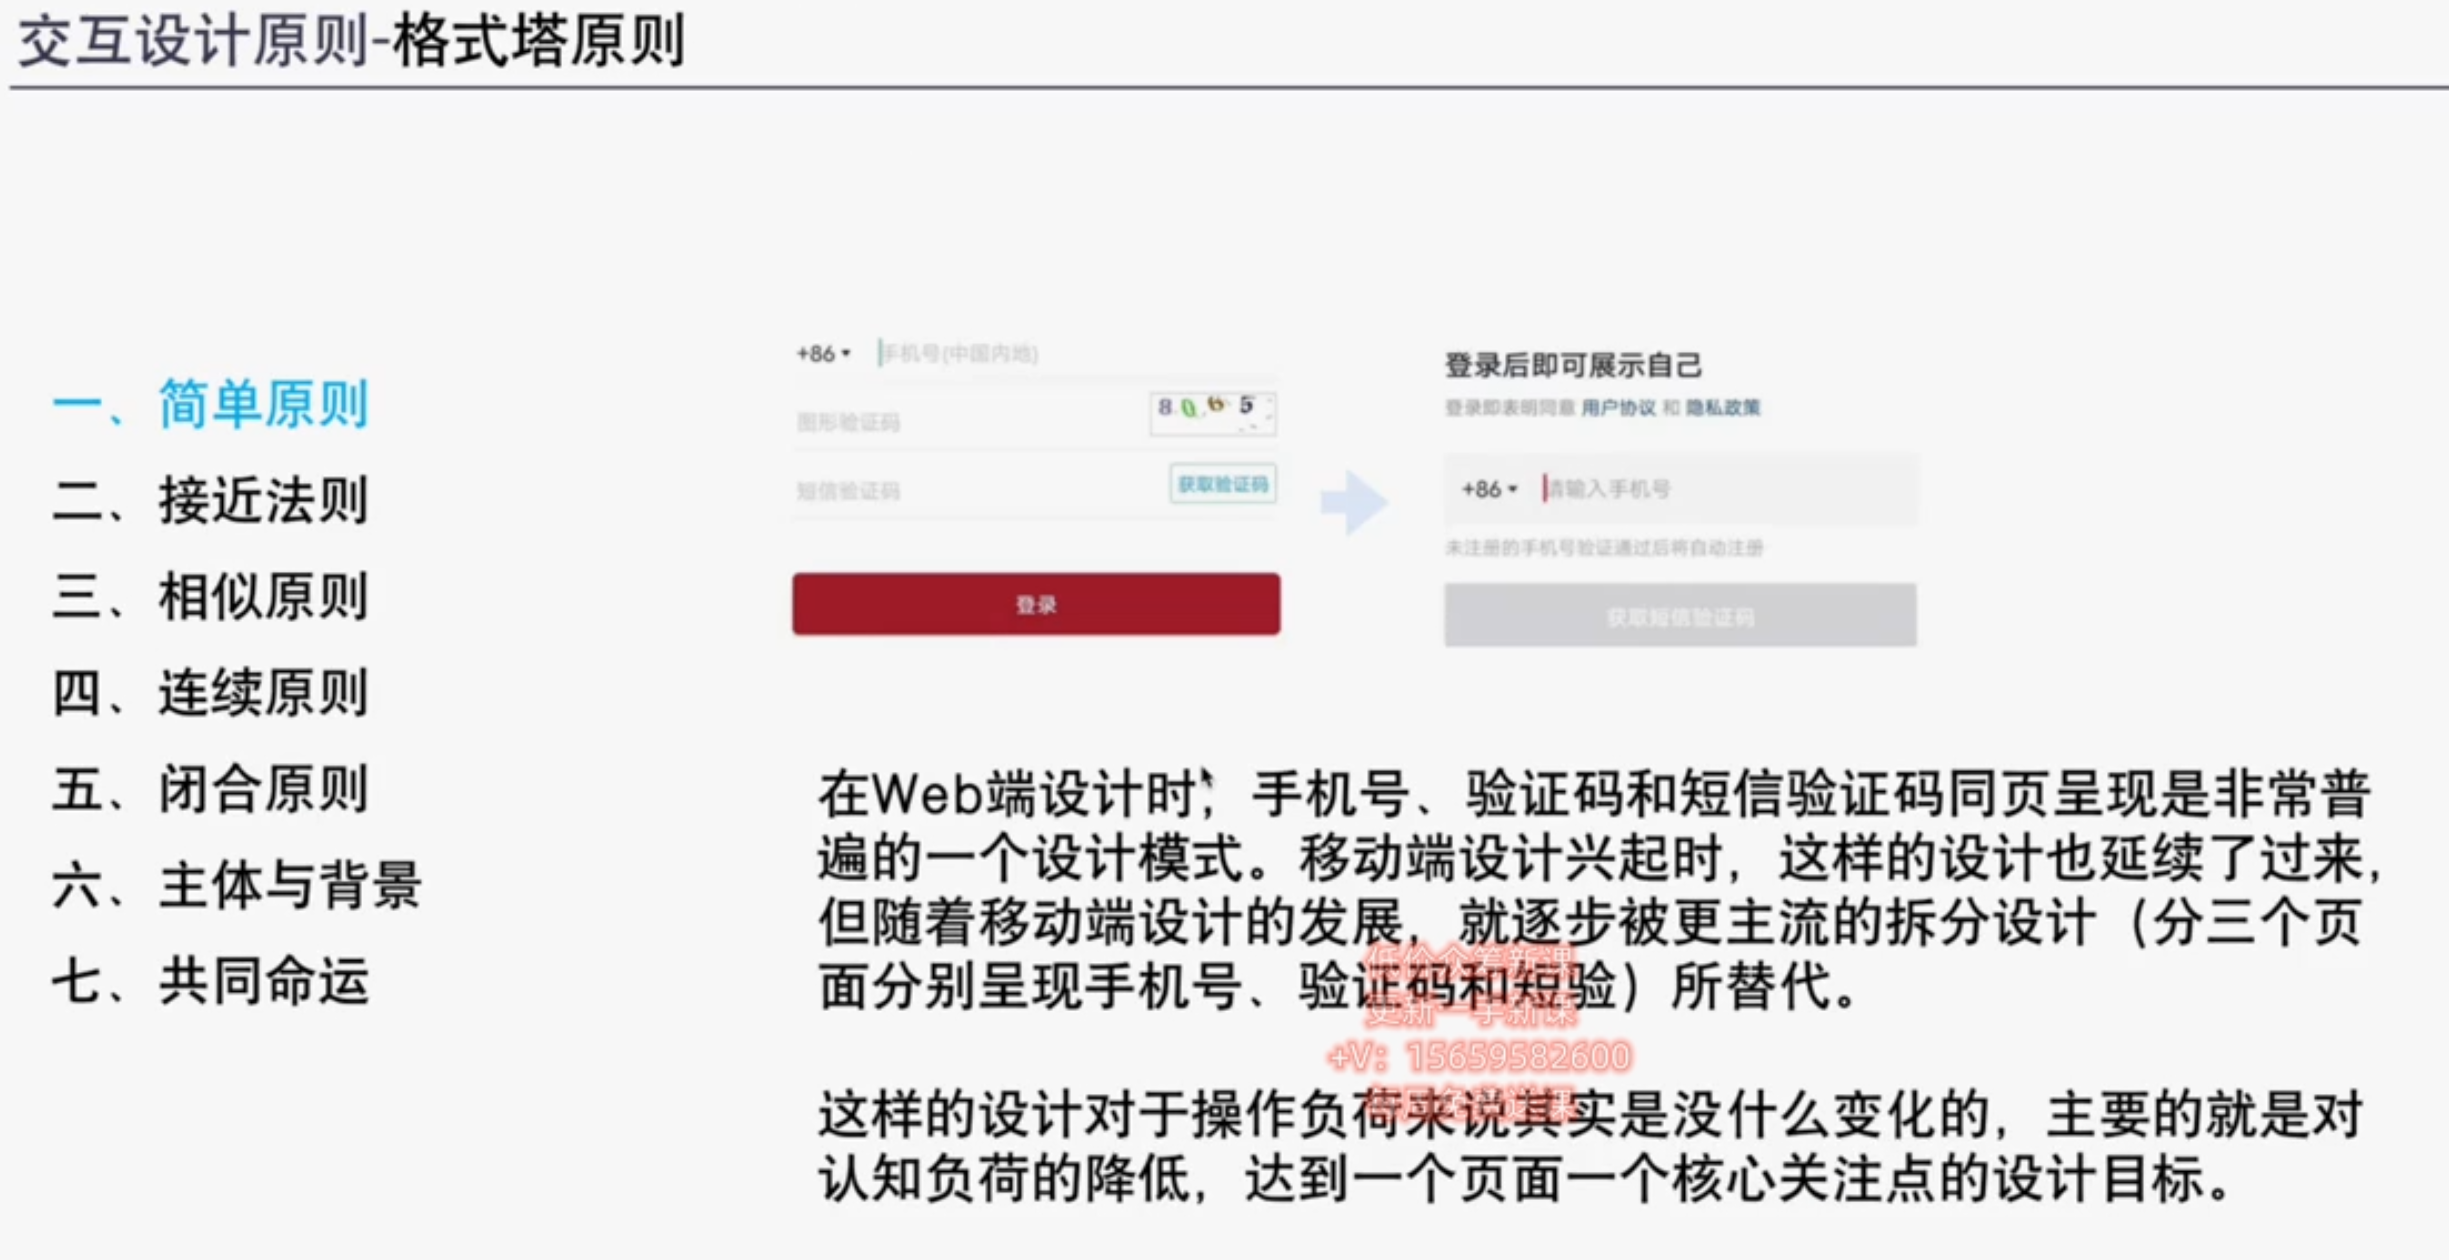 交互设计原则-格式塔原则
一、简单原则
二、接近法则
三、相似原则
四、连续原则
五、闭合原则
六、主体与背景
七、共同命运
+86 手机号(中国内地)
图形验证码 8 0 6 5
短信验证码 获取验证码
登录
登录后即可展示自己
登录即表明同意 用户协议 和 隐私政策
+86 请输入手机号
未注册的手机号验证通过后将自动注册
获取短信验证码
在Web端设计时，手机号、验证码和短信验证码同页呈现是非常普
遍的一个设计模式。移动端设计兴起时，这样的设计也延续了过来，
但随着移动端设计的发展，就逐步被更主流的拆分设计（分三个页
面分别呈现手机号、验证码和短验）所替代。
这样的设计对于操作负荷来说其实是没什么变化的，主要的就是对
认知负荷的降低，达到一个页面一个核心关注点的设计目标。
更新一手新课
+V：15659582600